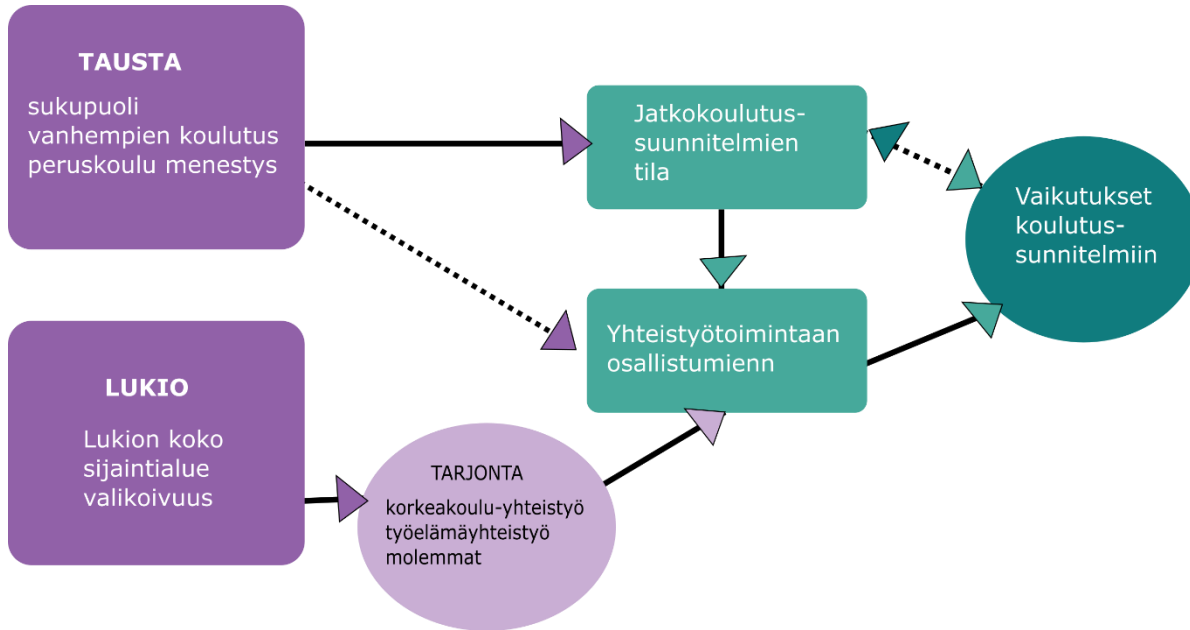 TAUSTA
sukupuoli
vanhempien koulutus
peruskoulu menestys
Jatkokoulutus-
suunnitelmien
tila
Vaikutukset
koulutus-
sunnitelmiin
Yhteistyötoimintaan
osallistumienn
LUKIO
Lukion koko
sijaintialue
valikoivuus
TARJONTA
korkeakoulu-yhteistyö
työelämäyhteistyö
molemmat